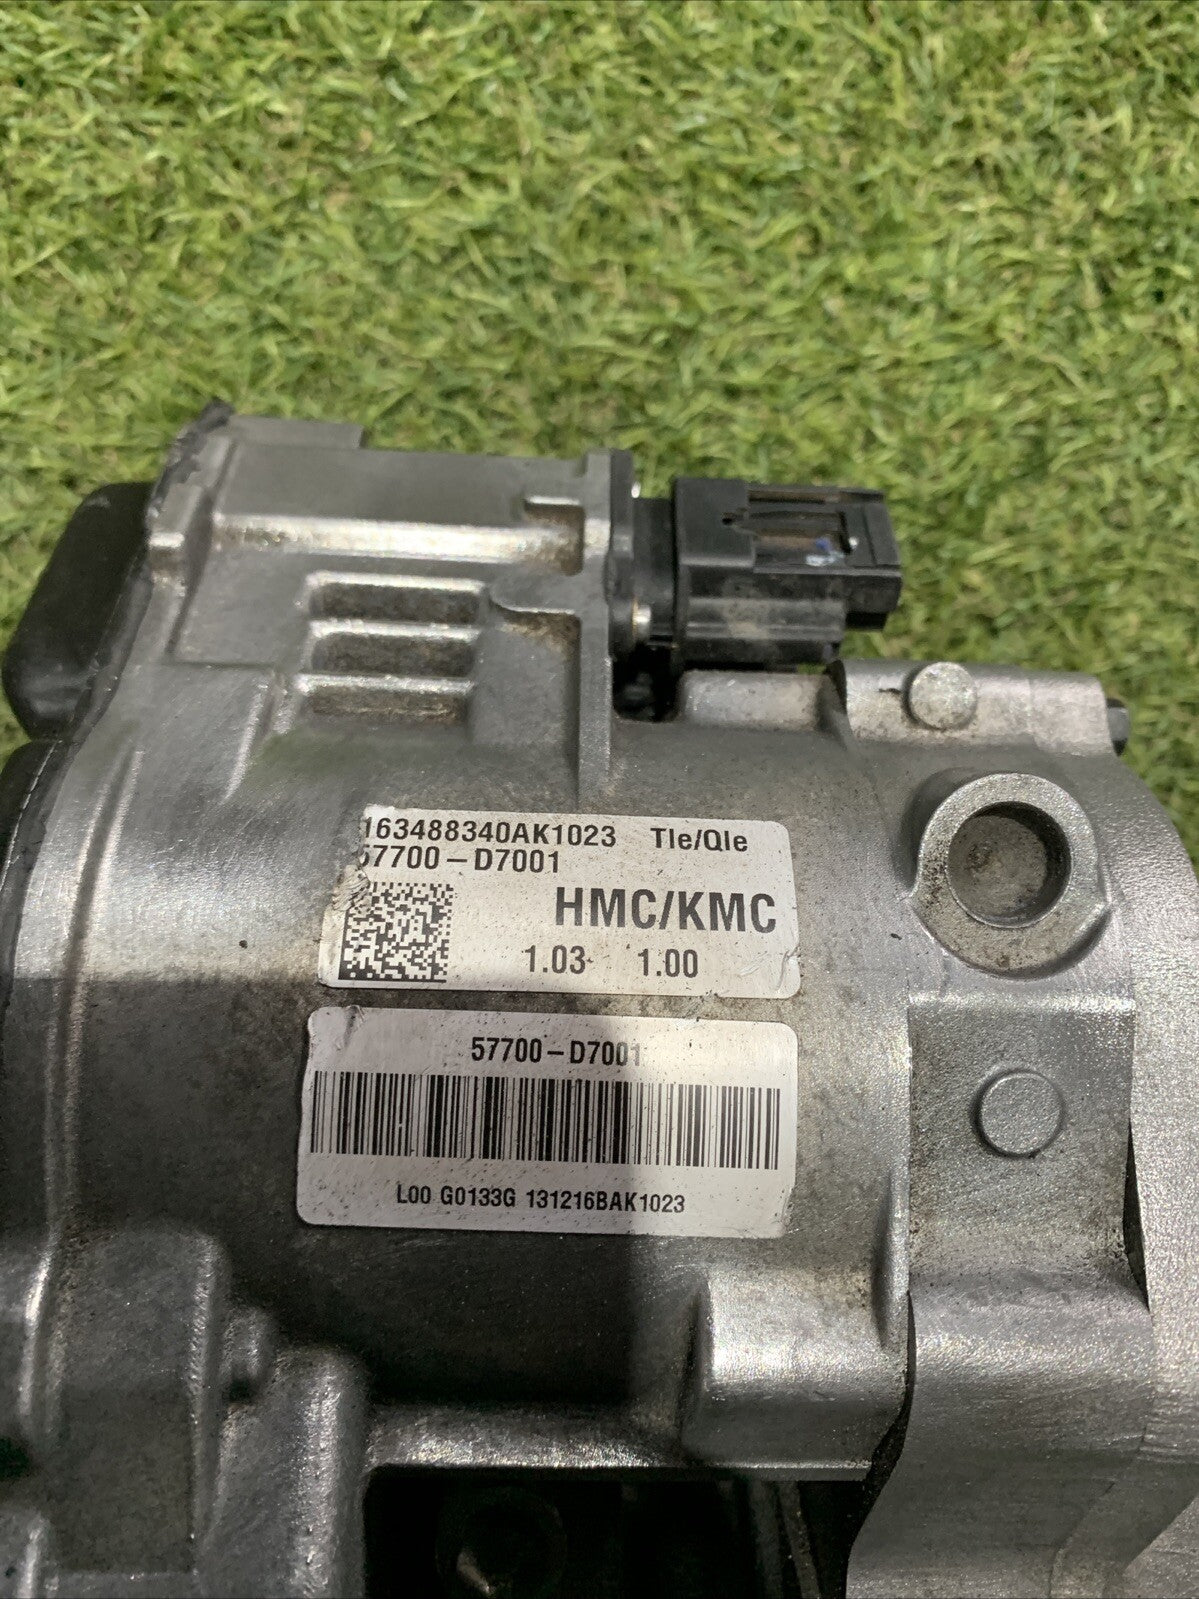 163488340AK1023 Tle/Qle
57700-D7001
HMC/KMC
1.03 1.00
57700-D7001
L00 G0133G 131216BAK1023